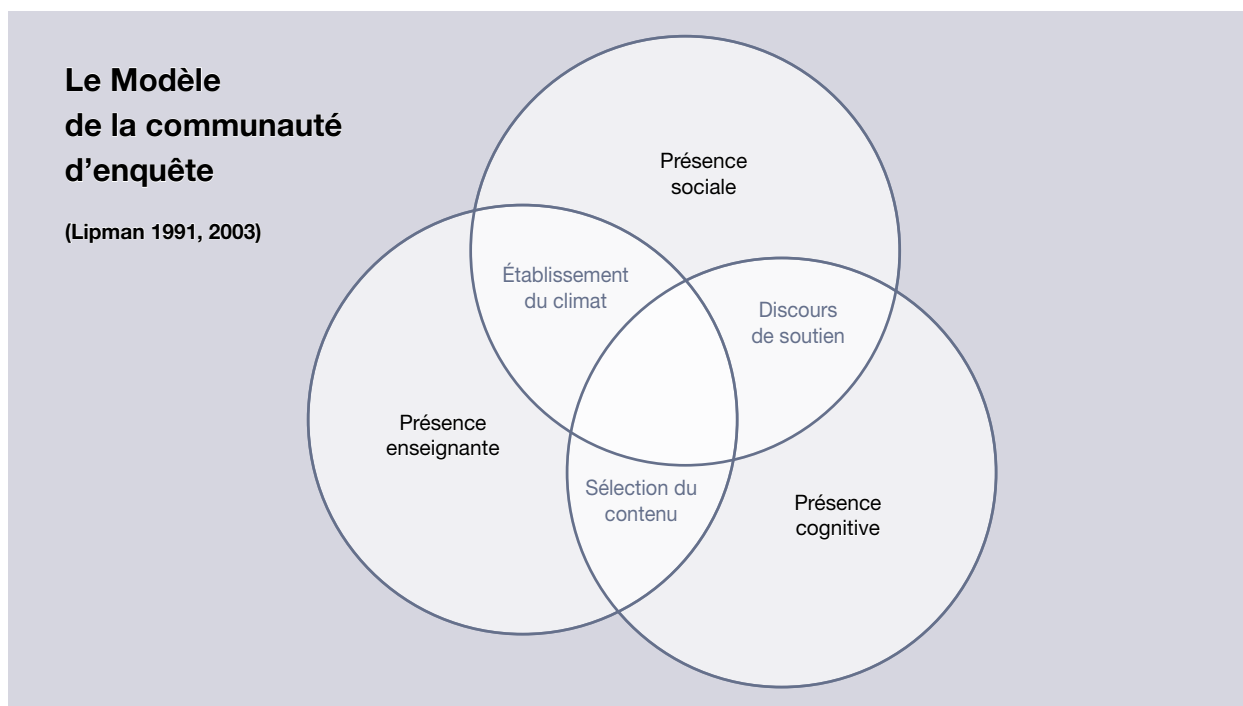 Le Modèle
de la communauté
d’enquête
(Lipman 1991, 2003)
Présence
sociale
Établissement
du climat
Discours
de soutien
Présence
enseignante
Sélection du
contenu
Présence
cognitive